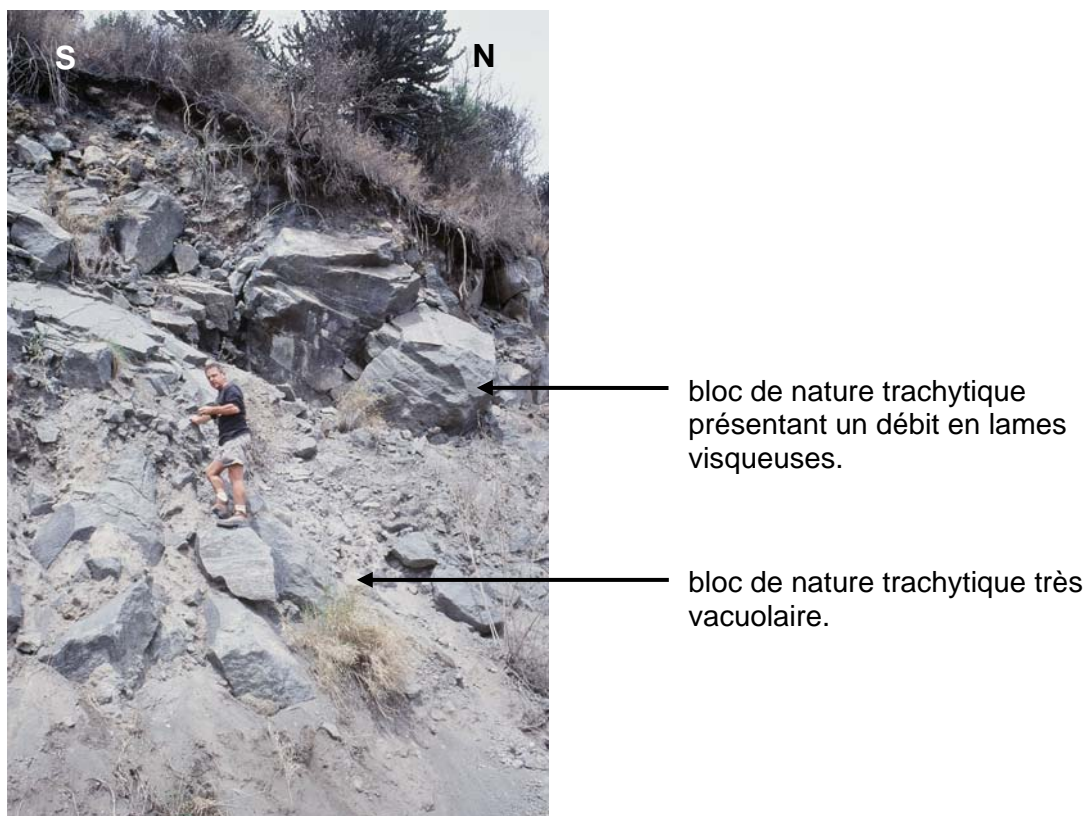 S
N
bloc de nature trachytique
présentant un débit en lames
visqueuses.
bloc de nature trachytique très
vacuolaire.